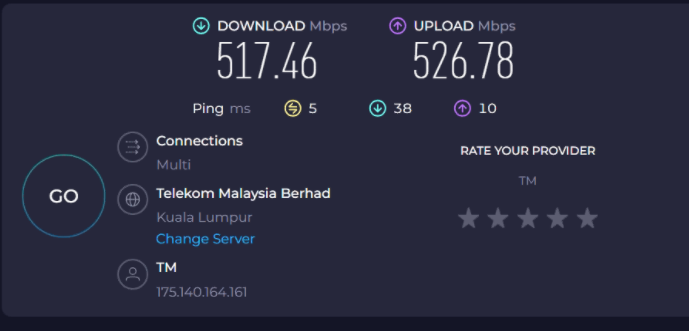 DOWNLOAD Mbps
517.46
UPLOAD Mbps
526.78
Ping ms 5 38 10
GO
Connections
Multi
Telekom Malaysia Berhad
Kuala Lumpur
Change Server
TM
175.140.164.161
RATE YOUR PROVIDER
TM